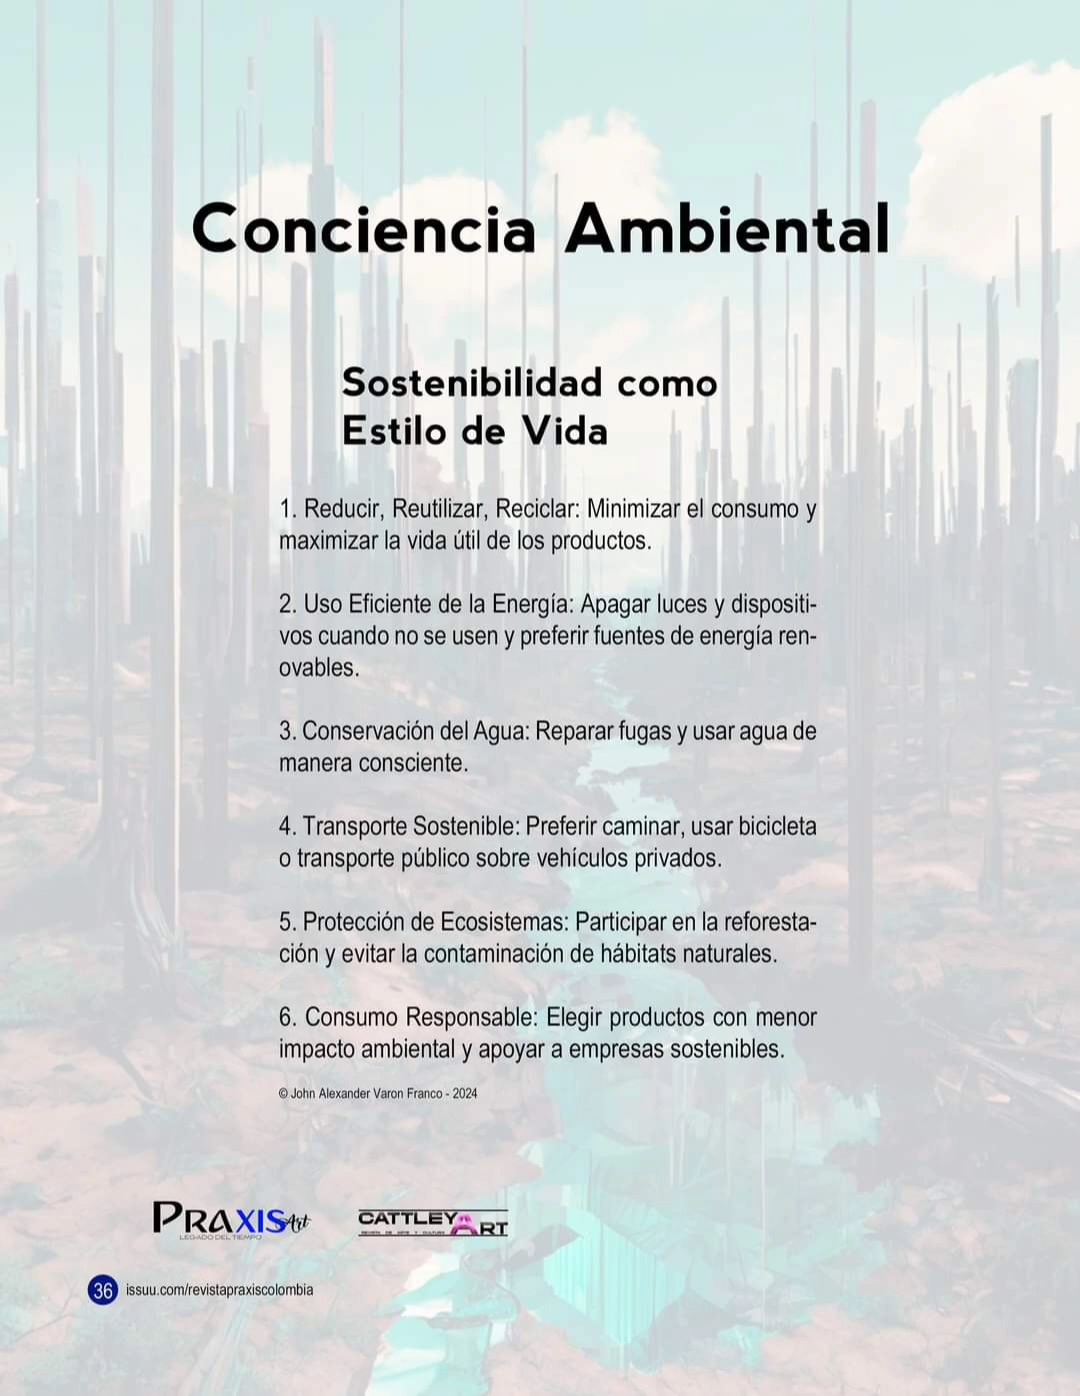 Conciencia Ambiental
Sostenibilidad como
Estilo de Vida
1. Reducir, Reutilizar, Reciclar: Minimizar el consumo y
maximizar la vida útil de los productos.
2. Uso Eficiente de la Energía: Apagar luces y dispositi-
vos cuando no se usen y preferir fuentes de energía ren-
ovables.
3. Conservación del Agua: Reparar fugas y usar agua de
manera consciente.
4. Transporte Sostenible: Preferir caminar, usar bicicleta
o transporte público sobre vehículos privados.
5. Protección de Ecosistemas: Participar en la reforesta-
ción y evitar la contaminación de hábitats naturales.
6. Consumo Responsable: Elegir productos con menor
impacto ambiental y apoyar a empresas sostenibles.
© John Alexander Varon Franco - 2024
PRAXIS Art
LEGADO DEL TIEMPO
CATTLEYART
REVISTA DE ARTE Y CULTURA
36 issuu.com/revistapraxiscolombia